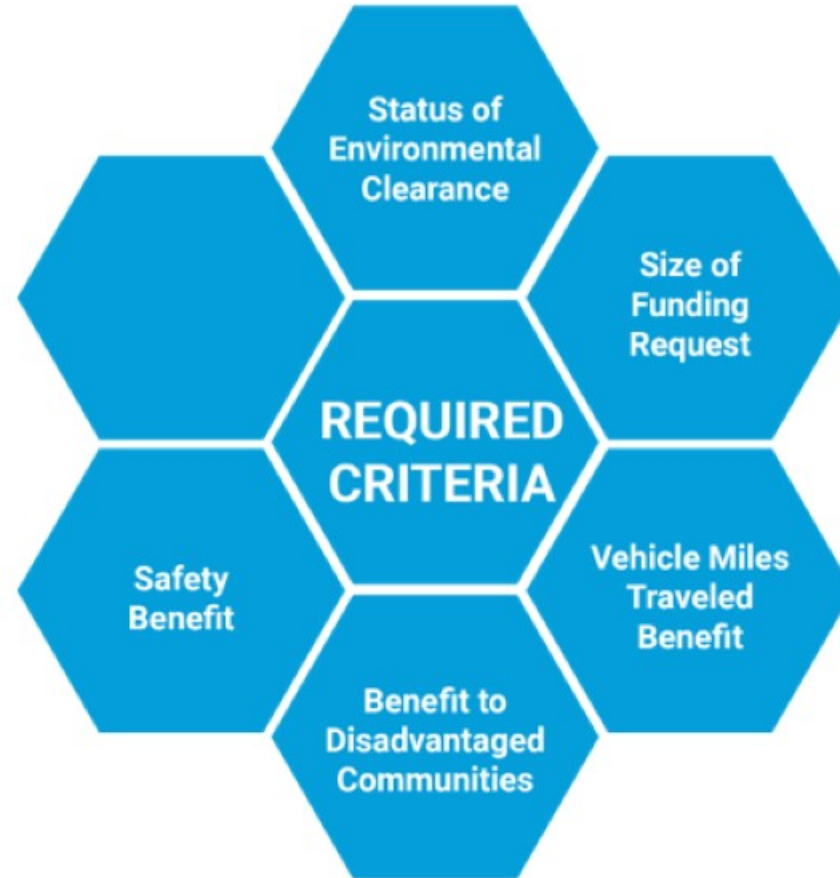 Status of
Environmental
Clearance
Size of
Funding
Request
REQUIRED
CRITERIA
Vehicle Miles
Traveled
Benefit
Safety
Benefit
Benefit to
Disadvantaged
Communities